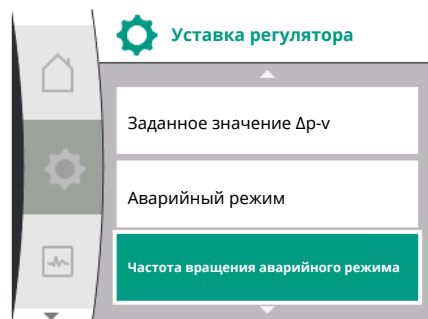 Уставка регулятора
Заданное значение Δp-v
Аварийный режим
Частота вращения аварийного режима